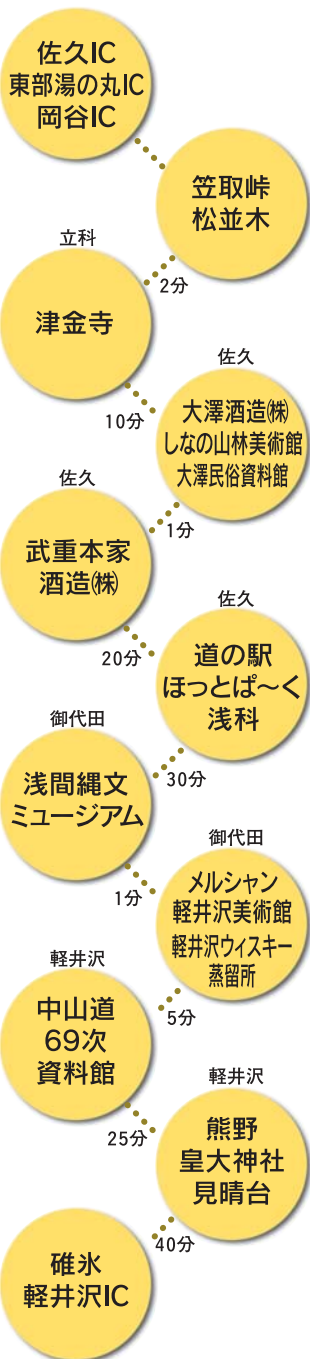 佐久IC
東部湯の丸IC
岡谷IC
笠取峠
松並木
2分
立科
津金寺
10分
佐久
大澤酒造㈱
しなの山林美術館
大澤民俗資料館
1分
佐久
武重本家
酒造㈱
20分
佐久
道の駅
ほっとぱ〜く
浅科
30分
御代田
浅間縄文
ミュージアム
1分
御代田
メルシャン
軽井沢美術館
軽井沢ウィスキー
蒸留所
5分
軽井沢
中山道
69次
資料館
25分
軽井沢
熊野
皇大神社
見晴台
40分
碓氷
軽井沢IC